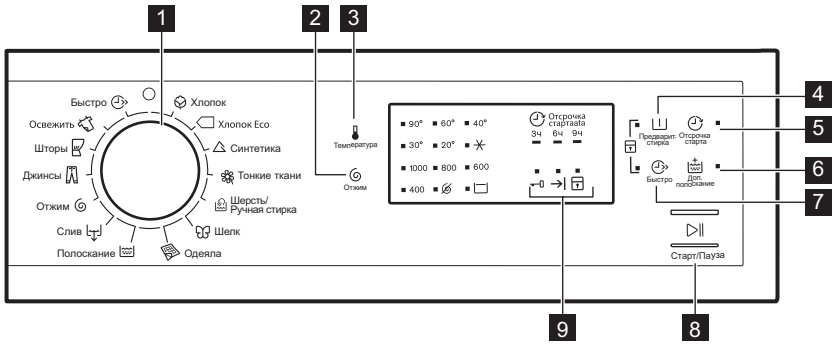 1
2
3
4
5
6
7
8
9
Быстро
Освежить
Шторы
Джинсы
Отжим
Слив
Полоскание
Хлопок
Хлопок Eco
Синтетика
Тонкие ткани
Шерсть/
Ручная стирка
Шелк
Одеяла
Температура
Отжим
90° 60° 40°
30° 20°
1000 800 600
400
Отсрочка
стартаata
3ч 6ч 9ч
Предварит.
стирка
Отсрочка
старта
Быстро
Доп.
полоскание
Старт/Пауза